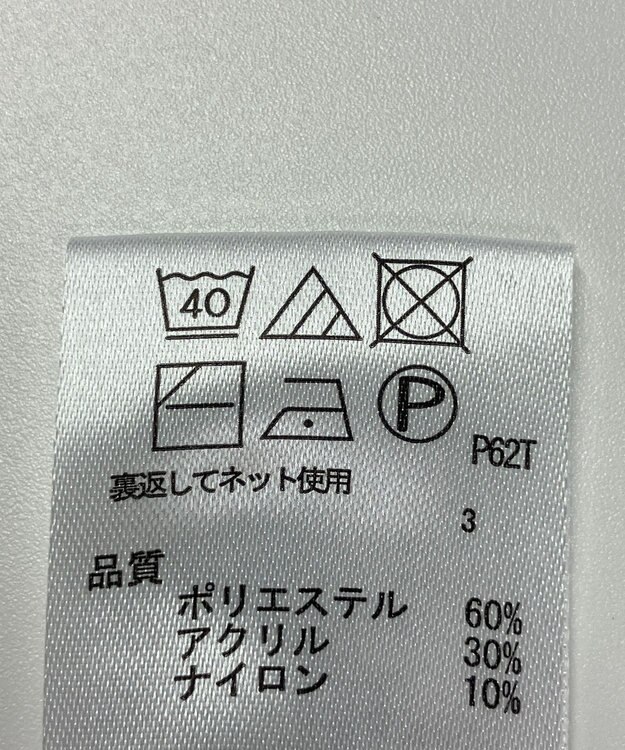 40
P
P62T
裏返してネット使用
3
品質
ポリエステル 60%
アクリル 30%
ナイロン 10%